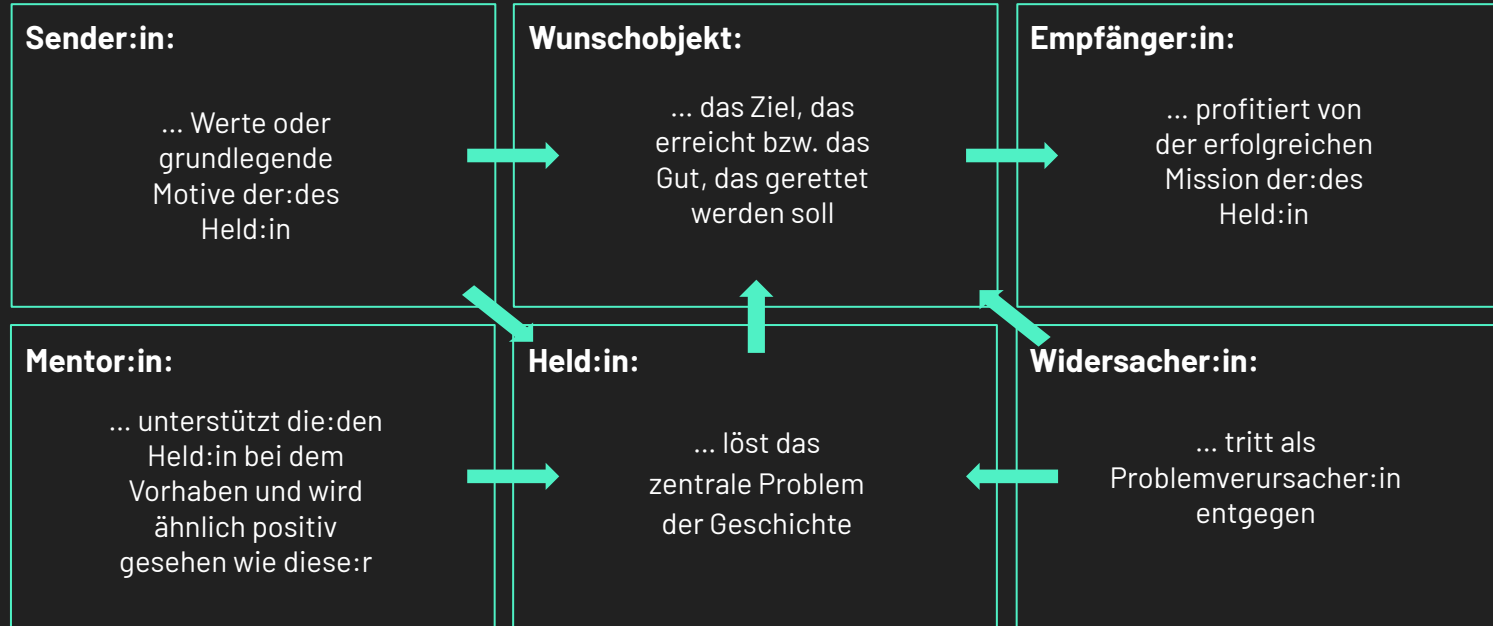 Sender:in:
... Werte oder
grundlegende
Motive der:des
Held:in
Wunschobjekt:
... das Ziel, das
erreicht bzw. das
Gut, das gerettet
werden soll
Empfänger:in:
... profitiert von
der erfolgreichen
Mission der:des
Held:in
Mentor:in:
... unterstützt die:den
Held:in bei dem
Vorhaben und wird
ähnlich positiv
gesehen wie diese:r
Held:in:
... löst das
zentrale Problem
der Geschichte
Widersacher:in:
... tritt als
Problemverursacher:in
entgegen